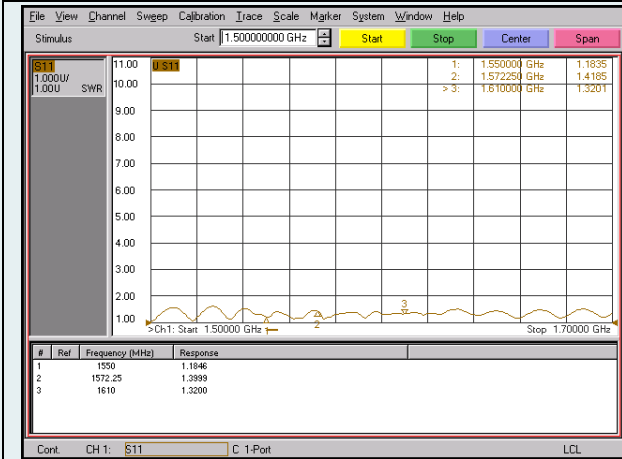 File View Channel Sweep Calibration Trace Scale Marker System Window Help
Stimulus Start 1.500000000 GHz Start Stop Center Span
S11
1.000U/
1.00U SWR
11.00 U S11
10.00
8.00
7.00
6.00
5.00
4.00
3.00
2.00
1.00
1: 1.550000 GHz 1.1835
2: 1.572250 GHz 1.4185
> 3: 1.610000 GHz 1.3201
1
2
3
>Ch1: Start 1.50000 GHz Stop 1.70000 GHz
# Ref Frequency (MHz) Response
1 1550 1.1846
2 1572.25 1.3999
3 1610 1.3200
Cont. CH 1: S11 C 1-Port LCL